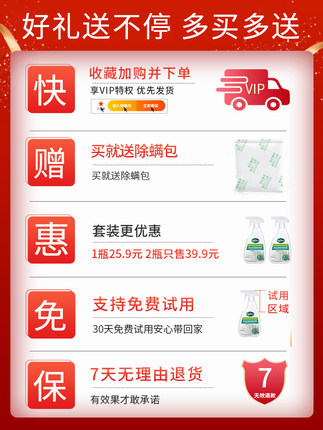 好礼送不停 多买多送
快
收藏加购并下单
享VIP特权 优先发货
VIP
赠
买就送除螨包
买就送除螨包
惠
套装更优惠
1瓶25.9元 2瓶只售39.9元
免
支持免费试用
30天免费试用安心带回家
试用
区域
保
7天无理由退货
有效果才敢承诺
7
无效退款